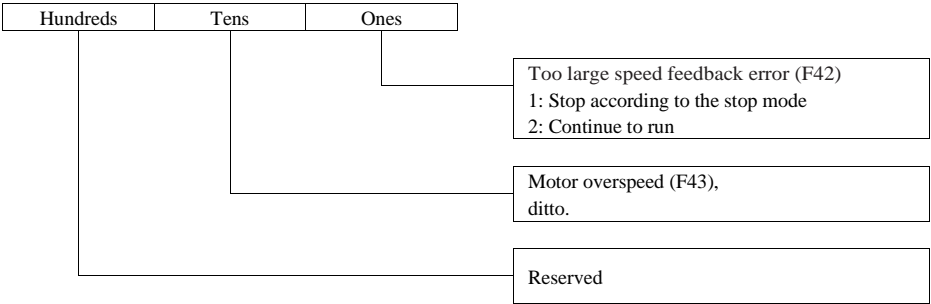 Hundreds Tens Ones
Too large speed feedback error (F42)
1: Stop according to the stop mode
2: Continue to run
Motor overspeed (F43),
ditto.
Reserved